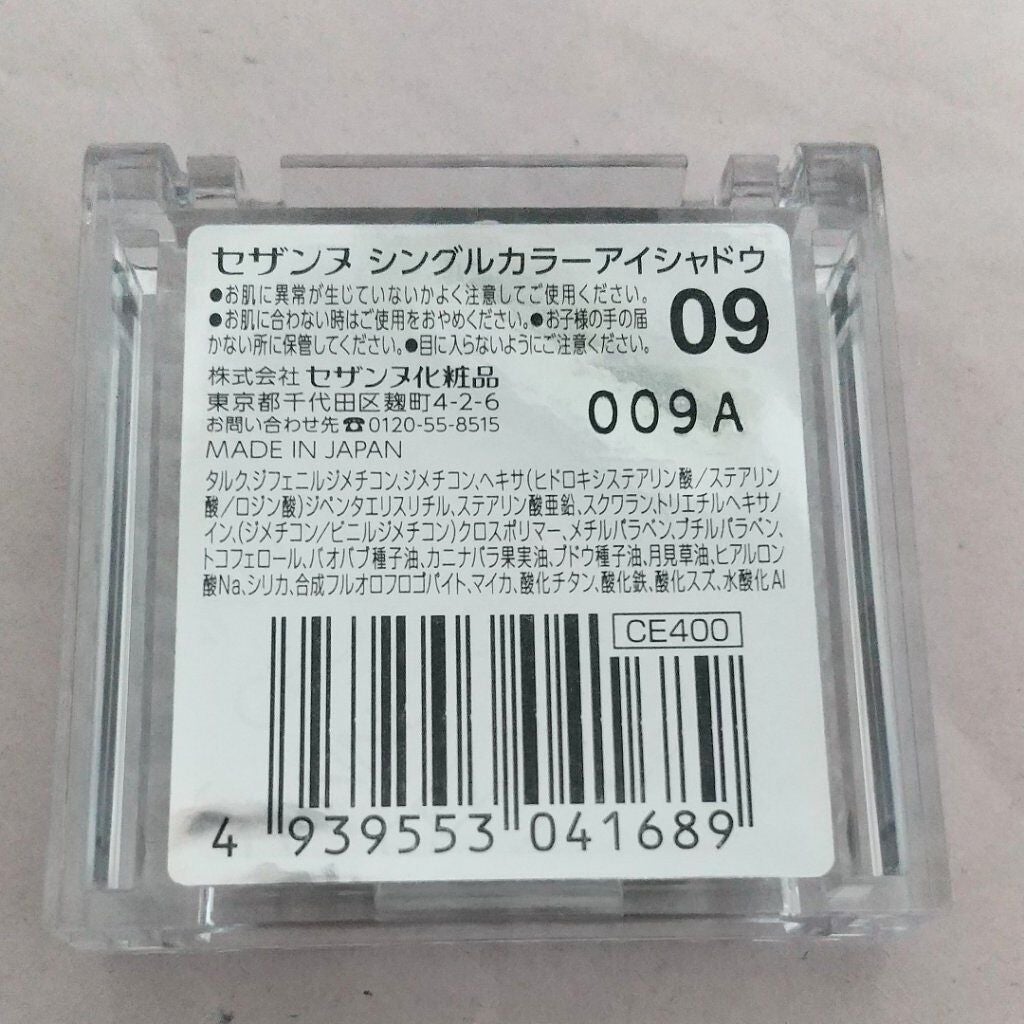 セザンヌ シングルカラーアイシャドウ
●お肌に異常が生じていないかよく注意してご使用ください。
●お肌に合わない時はご使用をおやめください。●お子様の手の届
かない所に保管してください。●目に入らないようにご注意ください。
09
株式会社 セザンヌ化粧品
東京都千代田区麹町4-2-6
お問い合わせ先☎0120-55-8515
MADE IN JAPAN
009A
タルク、ジフェニルジメチコン、ジメチコン、ヘキサ(ヒドロキシステアリン酸/ステアリン
酸/ロジン酸)ジペンタエリスリチル、ステアリン酸亜鉛、スクワラン、トリエチルヘキサノ
イン、(ジメチコン/ビニルジメチコン)クロスポリマー、メチルパラベン、ブチルパラベン、
トコフェロール、バオバブ種子油、カニナバラ果実油、ブドウ種子油、月見草油、ヒアルロン
酸Na、シリカ、合成フルオロフロゴパイト、マイカ、酸化チタン、酸化鉄、酸化スズ、水酸化Al
CE400
4 939553 041689